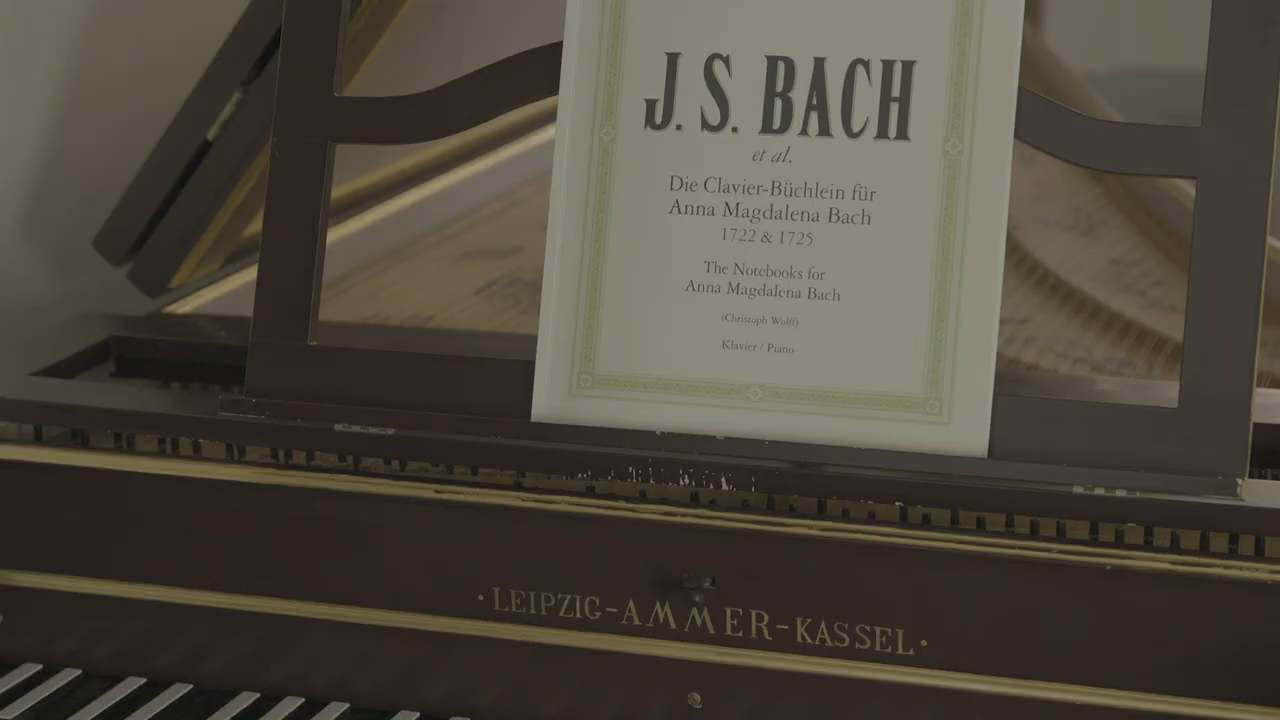 J. S. BACH
et al.
Die Clavier-Büchlein für
Anna Magdalena Bach
1722 & 1725
The Notebooks for
Anna Magdalena Bach
(Christoph Wolff)
Klavier / Piano
·LEIPZIG-AMMER-KASSEL·